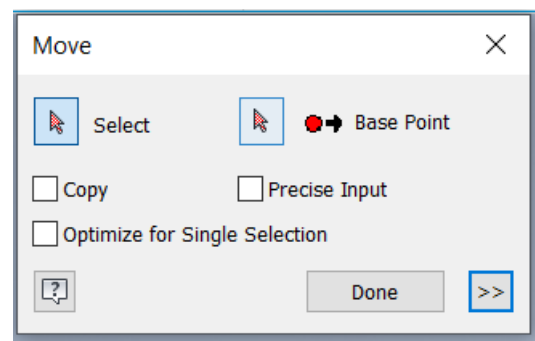 Move
Select Base Point
Copy Precise Input
Optimize for Single Selection
? Done >>